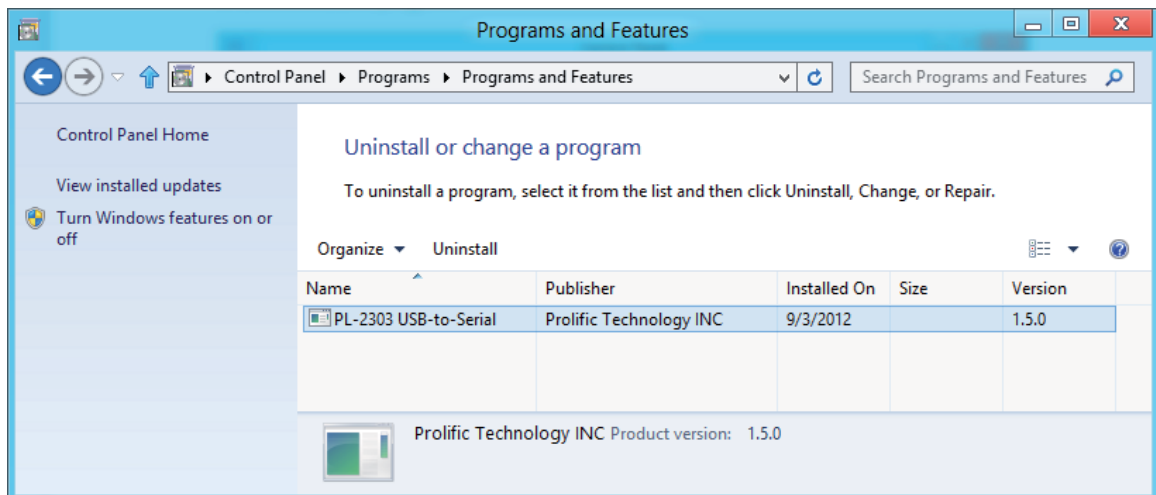 Programs and Features
Control Panel Programs Programs and Features
Search Programs and Features
Control Panel Home
View installed updates
Turn Windows features on or
off
Uninstall or change a program
To uninstall a program, select it from the list and then click Uninstall, Change, or Repair.
Organize Uninstall
Name Publisher Installed On Size Version
PL-2303 USB-to-Serial Prolific Technology INC 9/3/2012 1.5.0
Prolific Technology INC Product version: 1.5.0